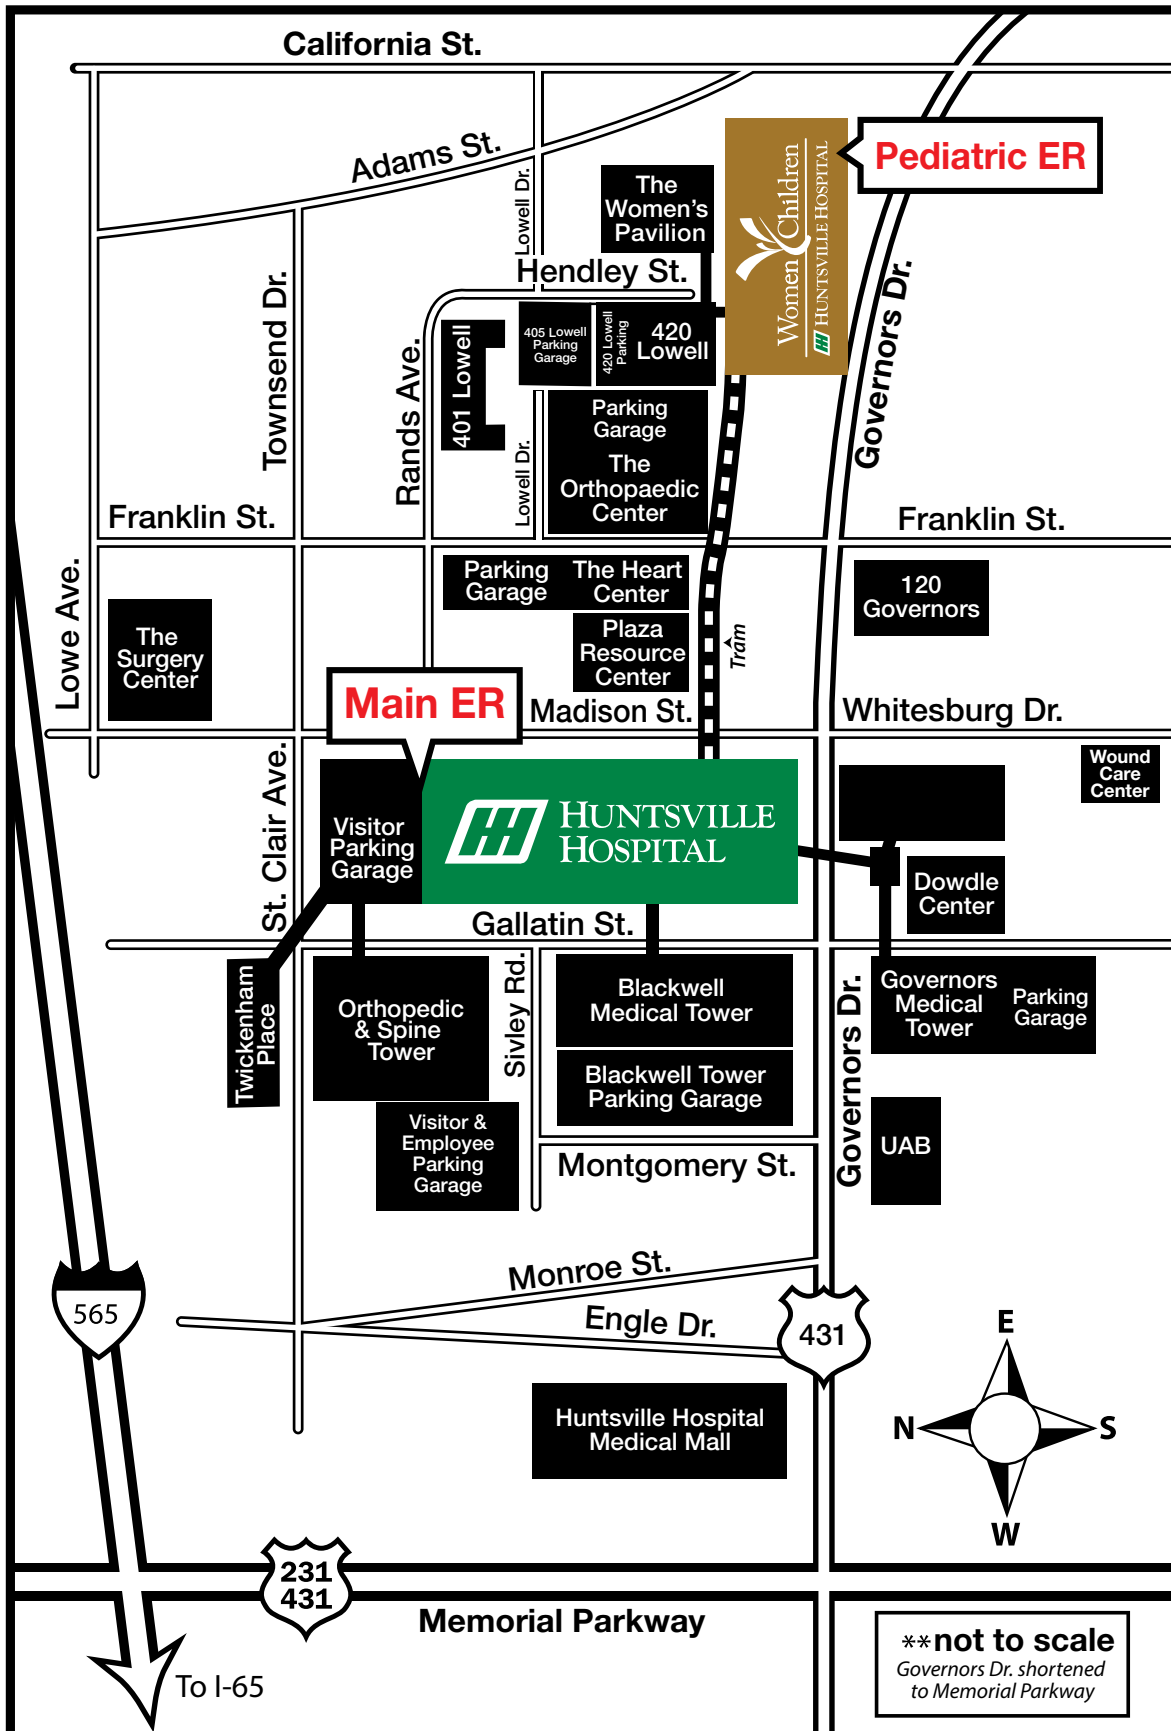 California St.
Adams St.
Pediatric ER
Women Children
HUNTSVILLE HOSPITAL
The
Women's
Pavilion
Lowell Dr.
Hendley St.
Governors Dr.
Townsend Dr.
Rands Ave.
401 Lowell
405 Lowell
Parking
Garage
420 Lowell
Parking
420
Lowell
Parking
Garage
The
Orthopaedic
Center
Lowell Dr.
Franklin St.
Franklin St.
Lowe Ave.
Parking
Garage
The Heart
Center
120
Governors
The
Surgery
Center
Plaza
Resource
Center
Tram
Main ER
Madison St.
Whitesburg Dr.
St. Clair Ave.
Visitor
Parking
Garage
HUNTSVILLE
HOSPITAL
Wound
Care
Center
Dowdle
Center
Gallatin St.
Twickenham
Place
Orthopedic
& Spine
Tower
Sivley Rd.
Blackwell
Medical Tower
Governors Dr.
Governors
Medical
Tower
Parking
Garage
Blackwell Tower
Parking Garage
Visitor &
Employee
Parking
Garage
UAB
Montgomery St.
Monroe St.
Engle Dr.
565
431
E
N
S
W
Huntsville Hospital
Medical Mall
231
431
Memorial Parkway
To I-65
**not to scale
Governors Dr. shortened
to Memorial Parkway